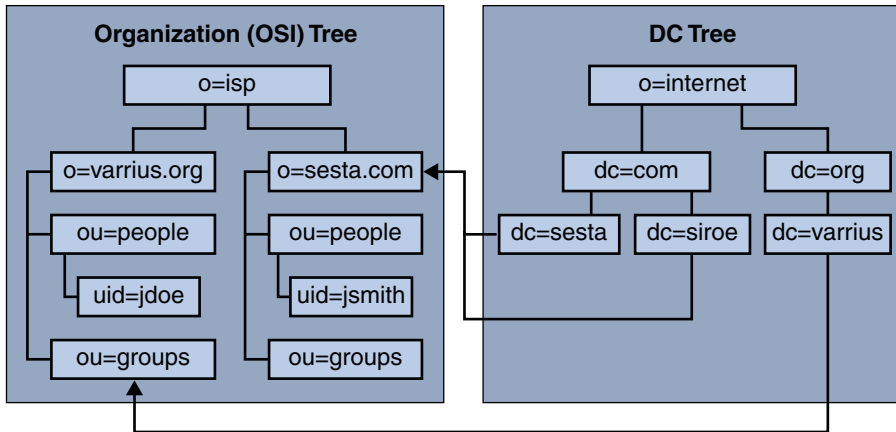 Organization (OSI) Tree
o=isp
o=varrius.org
o=sesta.com
ou=people
ou=people
uid=jdoe
uid=jsmith
ou=groups
ou=groups
DC Tree
o=internet
dc=com
dc=org
dc=sesta
dc=siroe
dc=varrius